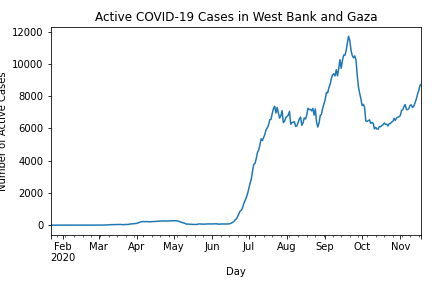 Active COVID-19 Cases in West Bank and Gaza
Number of Active Cases
12000
10000
8000
6000
4000
2000
0
Feb Mar Apr May Jun Jul Aug Sep Oct Nov
2020
Day